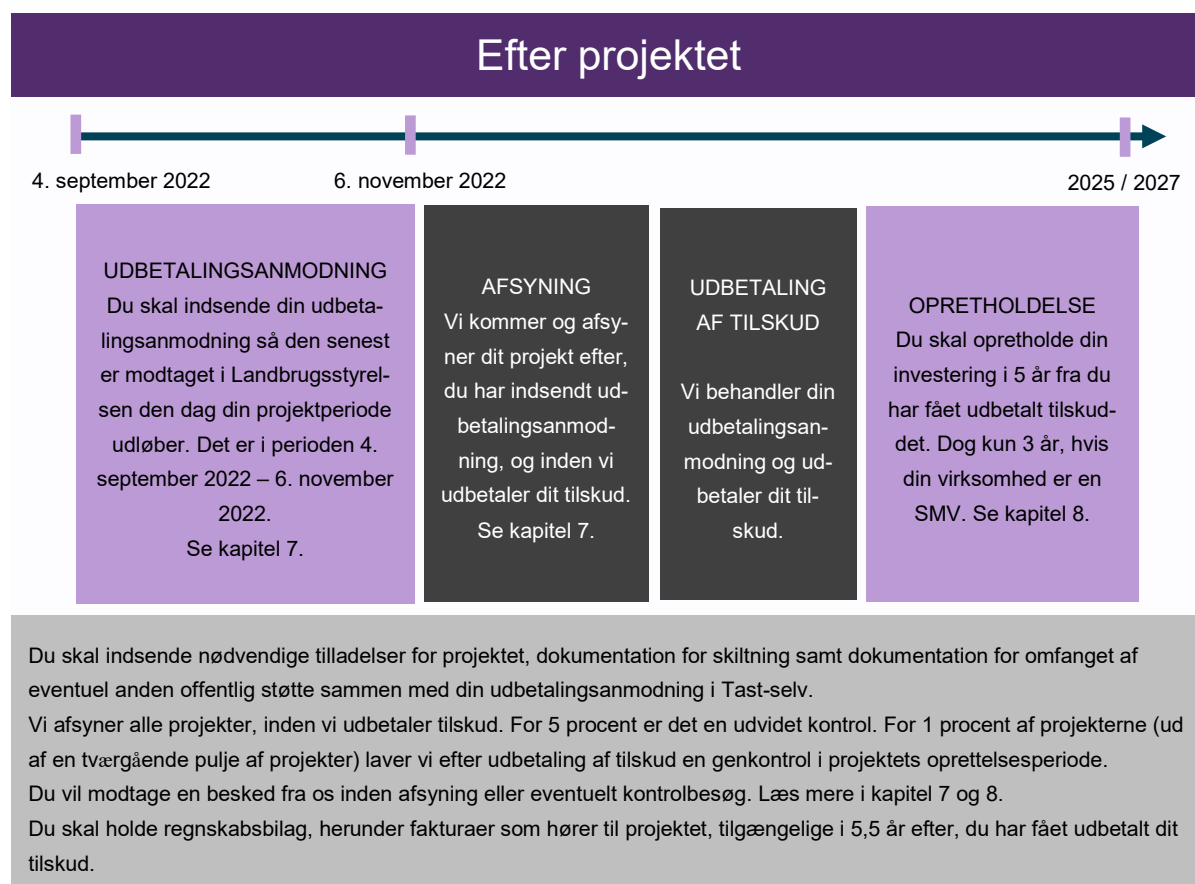 Efter projektet
4. september 2022
6. november 2022
2025 / 2027
UDBETALINGSANMODNING
Du skal indsende din udbeta-
lingsanmodning så den senest
er modtaget i Landbrugsstyrel-
sen den dag din projektperiode
udløber. Det er i perioden 4.
september 2022 – 6. november
2022.
Se kapitel 7.
AFSYNING
Vi kommer og afsy-
ner dit projekt efter,
du har indsendt ud-
betalingsanmod-
ning, og inden vi
udbetaler dit tilskud.
Se kapitel 7.
UDBETALING
AF TILSKUD
Vi behandler din
udbetalingsan-
modning og ud-
betaler dit til-
skud.
OPRETHOLDELSE
Du skal opretholde din
investering i 5 år fra du
har fået udbetalt tilskud-
det. Dog kun 3 år, hvis
din virksomhed er en
SMV. Se kapitel 8.
Du skal indsende nødvendige tilladelser for projektet, dokumentation for skiltning samt dokumentation for omfanget af
eventuel anden offentlig støtte sammen med din udbetalingsanmodning i Tast-selv.
Vi afsyner alle projekter, inden vi udbetaler tilskud. For 5 procent er det en udvidet kontrol. For 1 procent af projekterne (ud
af en tværgående pulje af projekter) laver vi efter udbetaling af tilskud en genkontrol i projektets oprettelsesperiode.
Du vil modtage en besked fra os inden afsyning eller eventuelt kontrolbesøg. Læs mere i kapitel 7 og 8.
Du skal holde regnskabsbilag, herunder fakturaer som hører til projektet, tilgængelige i 5,5 år efter, du har fået udbetalt dit
tilskud.